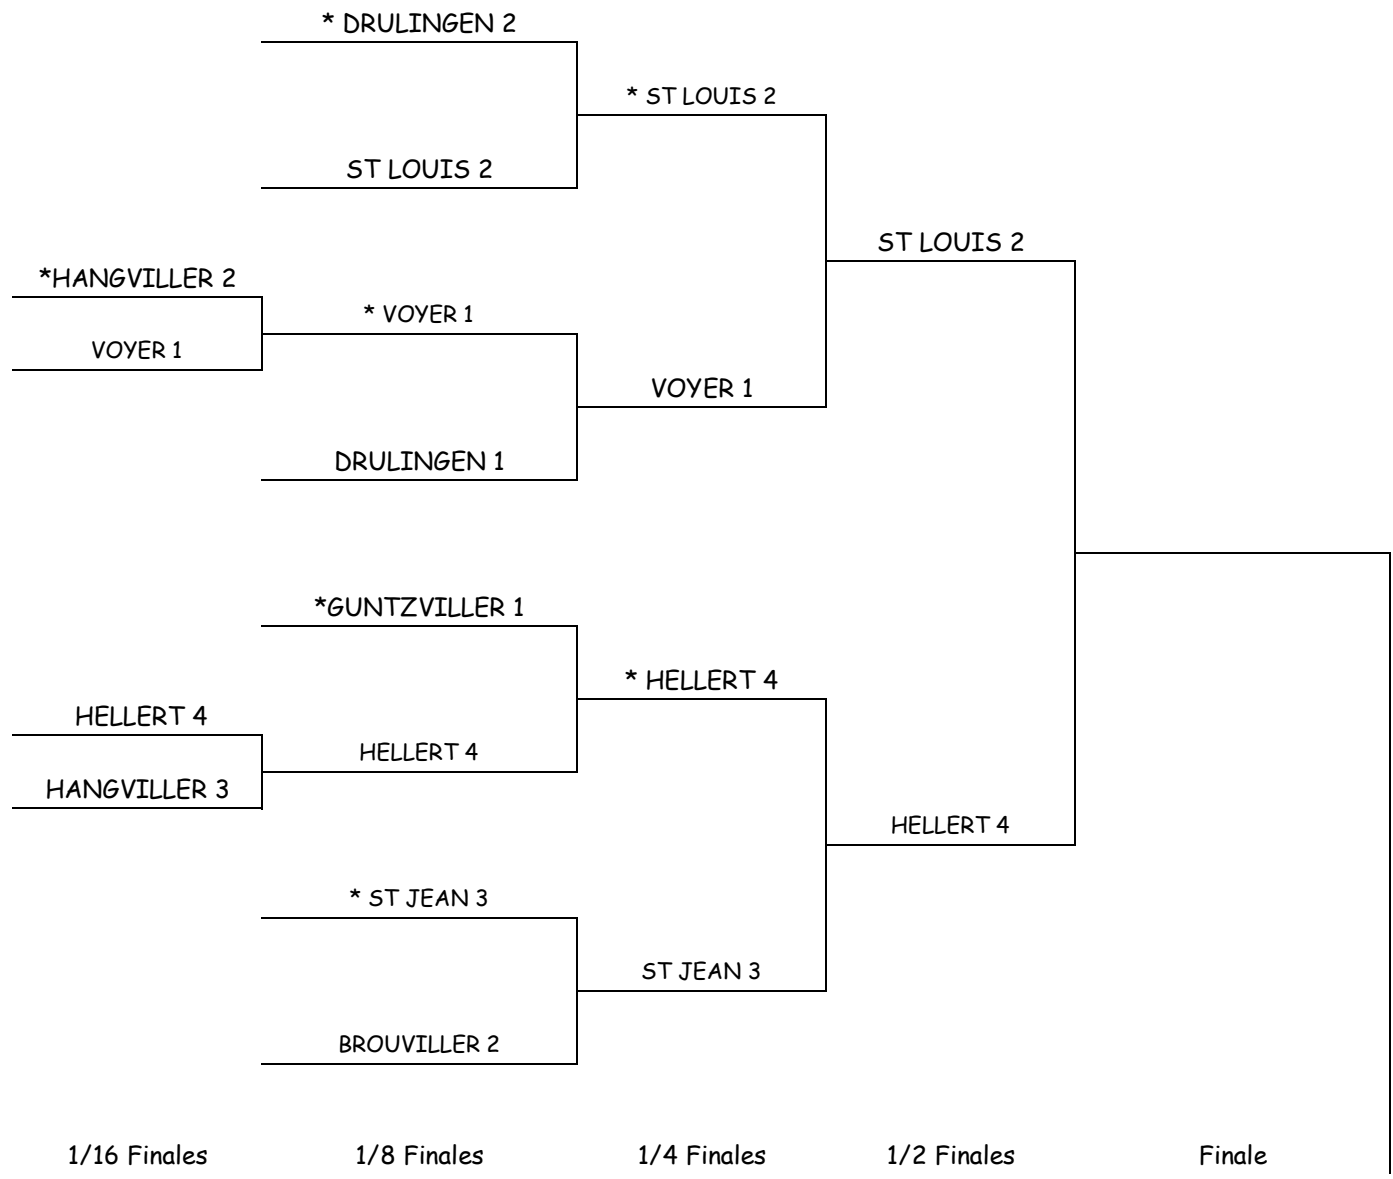 * DRULINGEN 2
* ST LOUIS 2
ST LOUIS 2
ST LOUIS 2
*HANGVILLER 2
* VOYER 1
VOYER 1
VOYER 1
DRULINGEN 1
*GUNTZVILLER 1
* HELLERT 4
HELLERT 4
HELLERT 4
HANGVILLER 3
HELLERT 4
* ST JEAN 3
ST JEAN 3
BROUVILLER 2
1/16 Finales 1/8 Finales 1/4 Finales 1/2 Finales Finale